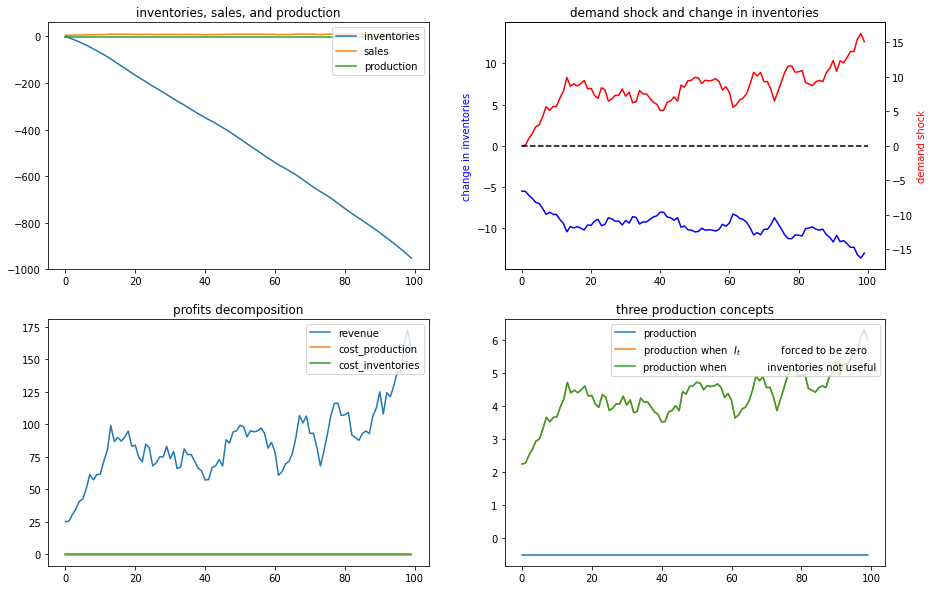 inventories, sales, and production
inventories
sales
production
0
−200
−400
−600
−800
−1000
0 20 40 60 80 100
demand shock and change in inventories
change in inventories
10
5
0
−5
−10
15
10
5
0
−5
−10
−15
demand shock
0 20 40 60 80 100
profits decomposition
revenue
cost_production
cost_inventories
175
150
125
100
75
50
25
0
0 20 40 60 80 100
three production concepts
production
production when I_t forced to be zero
production when inventories not useful
6
5
4
3
2
1
0
0 20 40 60 80 100